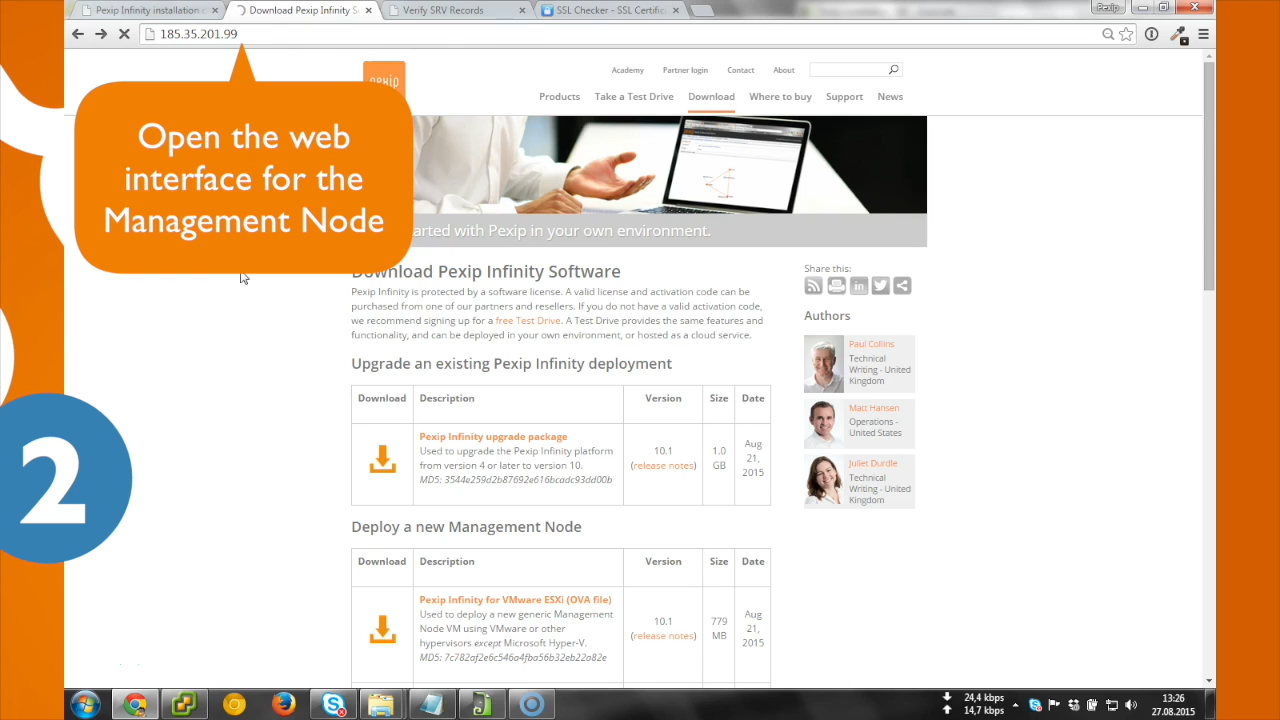 Pexip Infinity installation c
Download Pexip Infinity S
Verify SRV Records
SSL Checker - SSL Certific
Pexip
185.35.201.99
Open the web
interface for the
Management Node
Academy
Partner login
Contact
About
Products
Take a Test Drive
Download
Where to buy
Support
News
arted with Pexip in your own environment.
Download Pexip Infinity Software
Pexip Infinity is protected by a software license. A valid license and activation code can be
purchased from one of our partners and resellers. If you do not have a valid activation code,
we recommend signing up for a free Test Drive. A Test Drive provides the same features and
functionality, and can be deployed in your own environment, or hosted as a cloud service.
Share this:
Authors
Paul Collins
Technical
Writing - United
Kingdom
Matt Hansen
Operations -
United States
Juliet Durdle
Technical
Writing - United
Kingdom
Upgrade an existing Pexip Infinity deployment
Download Description Version Size Date
Pexip Infinity upgrade package
Used to upgrade the Pexip Infinity platform
from version 4 or later to version 10.
MD5: 3544e259d2b87692e616bcadc93dd00b
10.1
(release notes)
1.0
GB
Aug
21,
2015
2
Deploy a new Management Node
Download Description Version Size Date
Pexip Infinity for VMware ESXi (OVA file)
Used to deploy a new generic Management
Node VM using VMware or other
hypervisors except Microsoft Hyper-V.
MD5: 7c782af2e6c546a4fba56b32eb22a82e
10.1
(release notes)
779
MB
Aug
21,
2015
24,4 kbps
14,7 kbps
13:26
27.08.2015